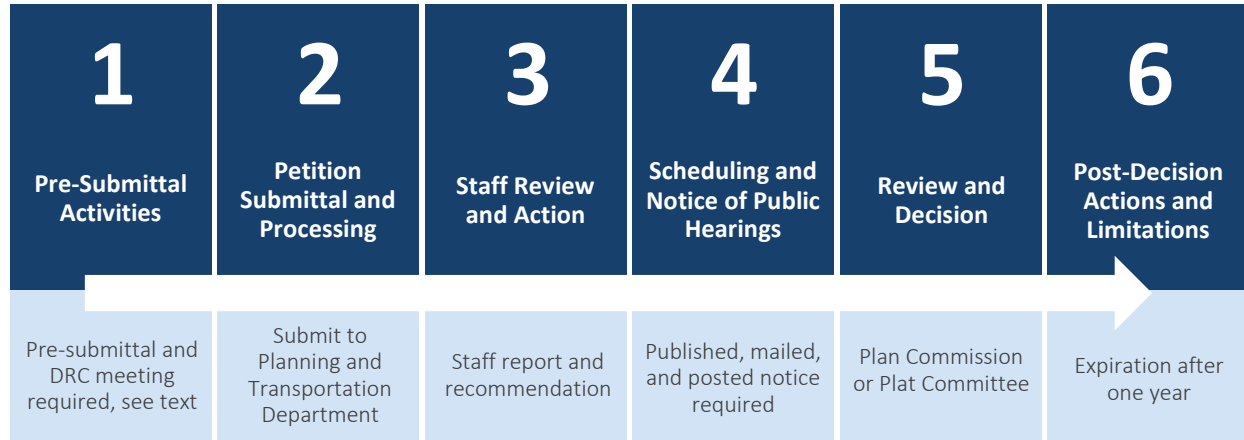 1
Pre-Submittal
Activities
Pre-submittal and
DRC meeting
required, see text
2
Petition
Submittal and
Processing
Submit to
Planning and
Transportation
Department
3
Staff Review
and Action
Staff report and
recommendation
4
Scheduling and
Notice of Public
Hearings
Published, mailed,
and posted notice
required
5
Review and
Decision
Plan Commission
or Plat Committee
6
Post-Decision
Actions and
Limitations
Expiration after
one year